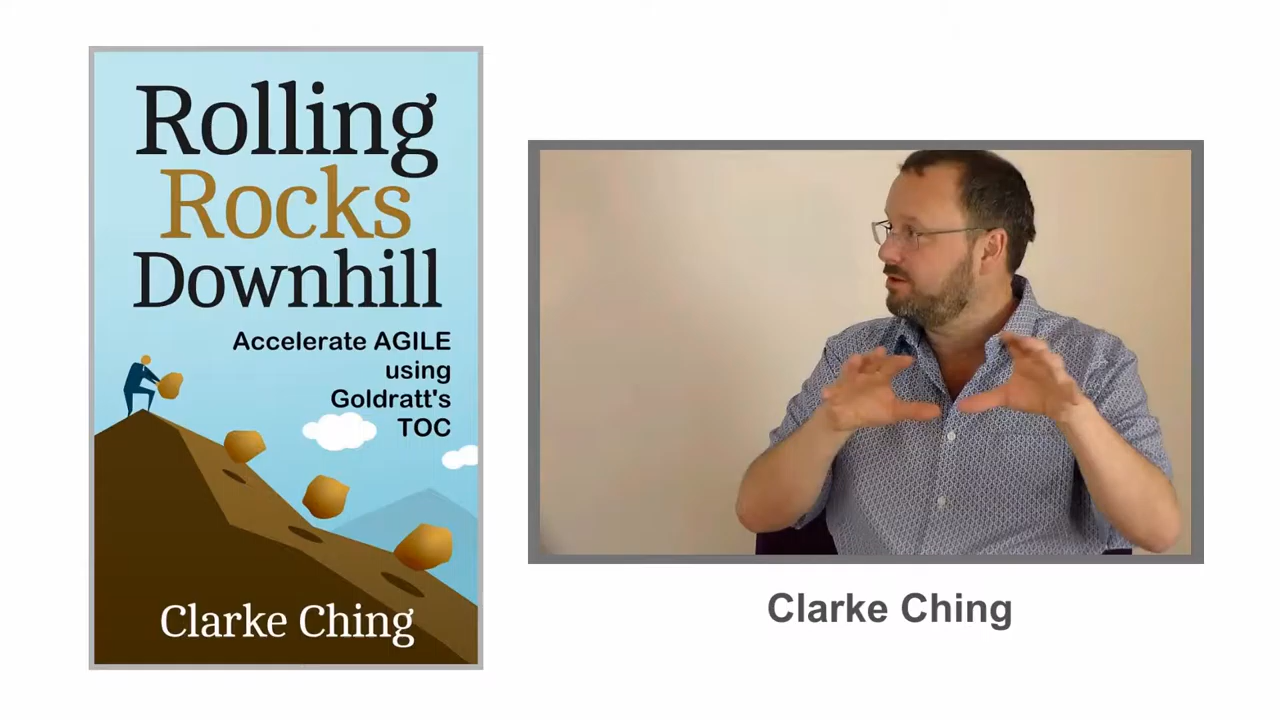 Rolling
Rocks
Downhill
Accelerate AGILE
using
Goldratt's
TOC
Clarke Ching
Clarke Ching